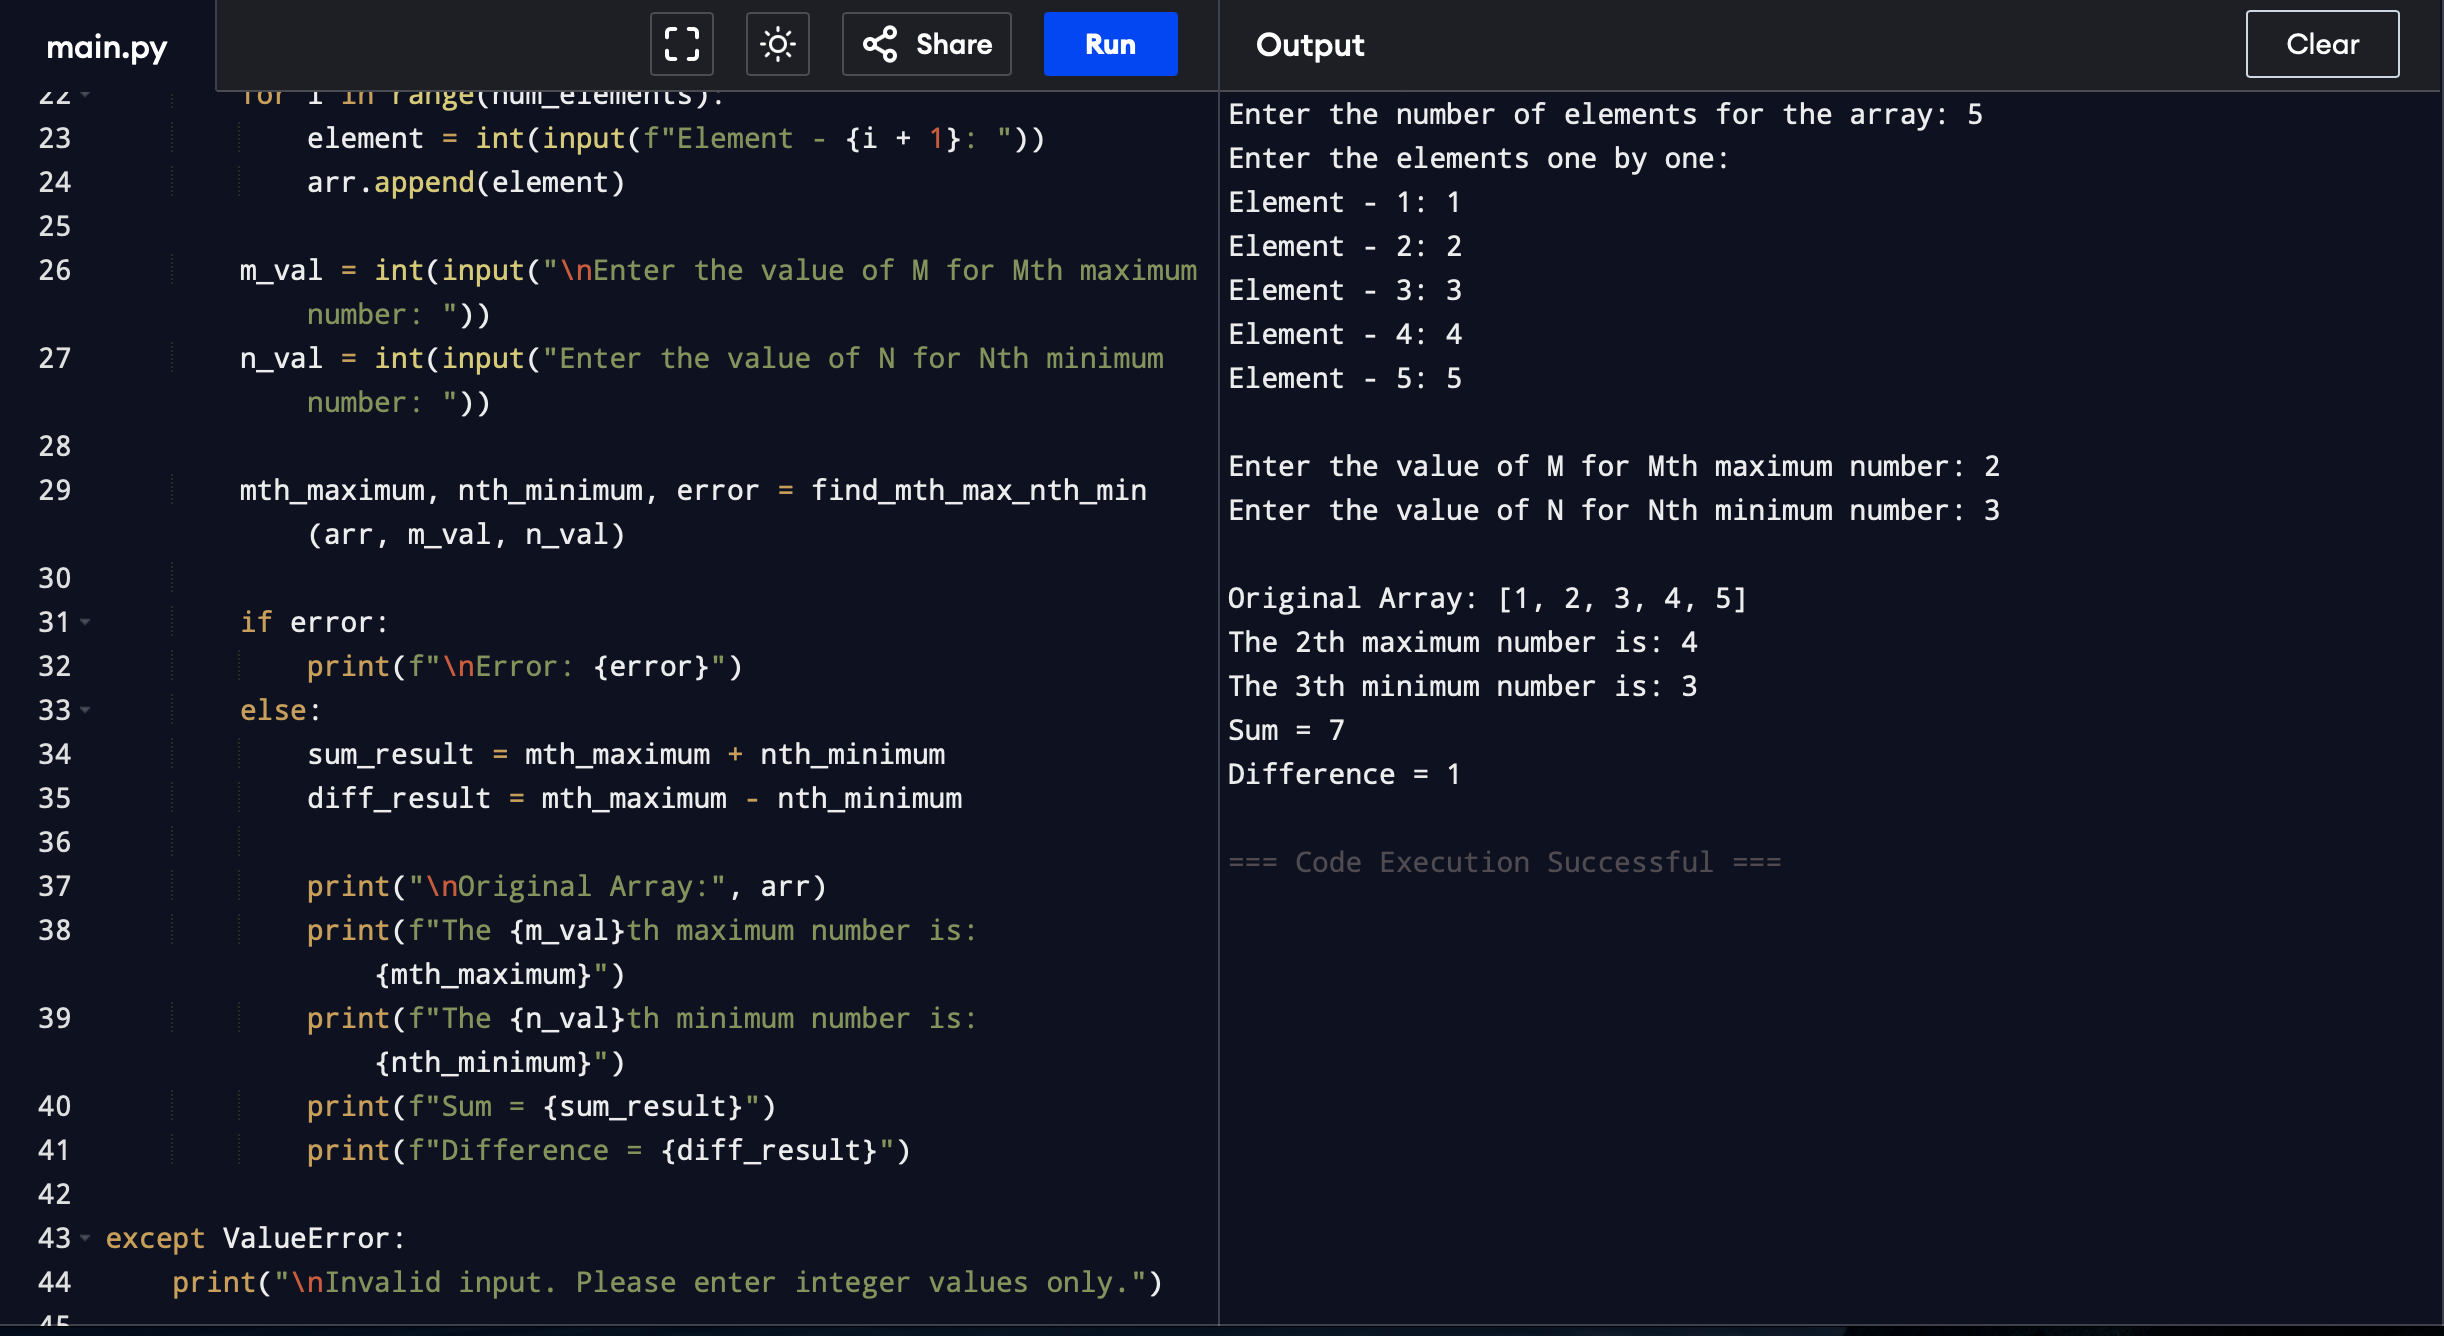 main.py
Share
Run
Output
Clear
22 for i in range(num_elements):
23 element = int(input(f"Element - {i + 1}: "))
24 arr.append(element)
25
26 m_val = int(input("\nEnter the value of M for Mth maximum
number: "))
27 n_val = int(input("Enter the value of N for Nth minimum
number: "))
28
29 mth_maximum, nth_minimum, error = find_mth_max_nth_min
(arr, m_val, n_val)
30
31 if error:
32 print(f"\nError: {error}")
33 else:
34 sum_result = mth_maximum + nth_minimum
35 diff_result = mth_maximum - nth_minimum
36
37 print("\nOriginal Array:", arr)
38 print(f"The {m_val}th maximum number is:
{mth_maximum}")
39 print(f"The {n_val}th minimum number is:
{nth_minimum}")
40 print(f"Sum = {sum_result}")
41 print(f"Difference = {diff_result}")
42
43 except ValueError:
44 print("\nInvalid input. Please enter integer values only.")
45
Enter the number of elements for the array: 5
Enter the elements one by one:
Element - 1: 1
Element - 2: 2
Element - 3: 3
Element - 4: 4
Element - 5: 5
Enter the value of M for Mth maximum number: 2
Enter the value of N for Nth minimum number: 3
Original Array: [1, 2, 3, 4, 5]
The 2th maximum number is: 4
The 3th minimum number is: 3
Sum = 7
Difference = 1
=== Code Execution Successful ===